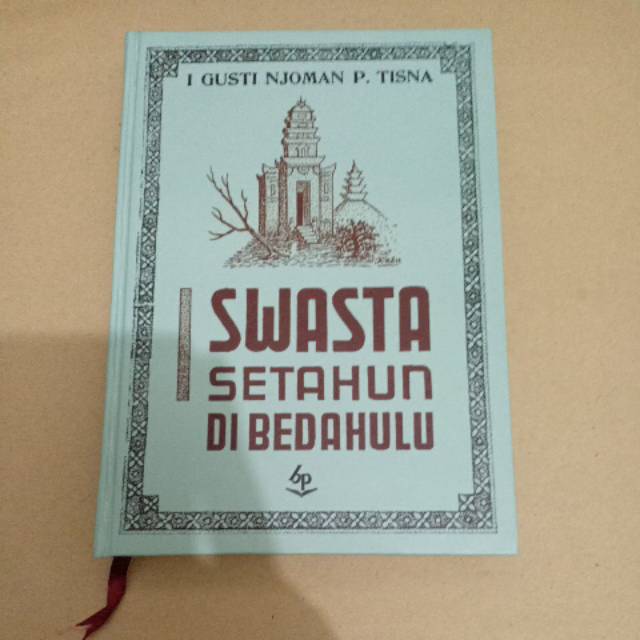 I GUSTI NJOMAN P. TISNA
I SWASTA
SETAHUN
DI BEDAHULU
bp